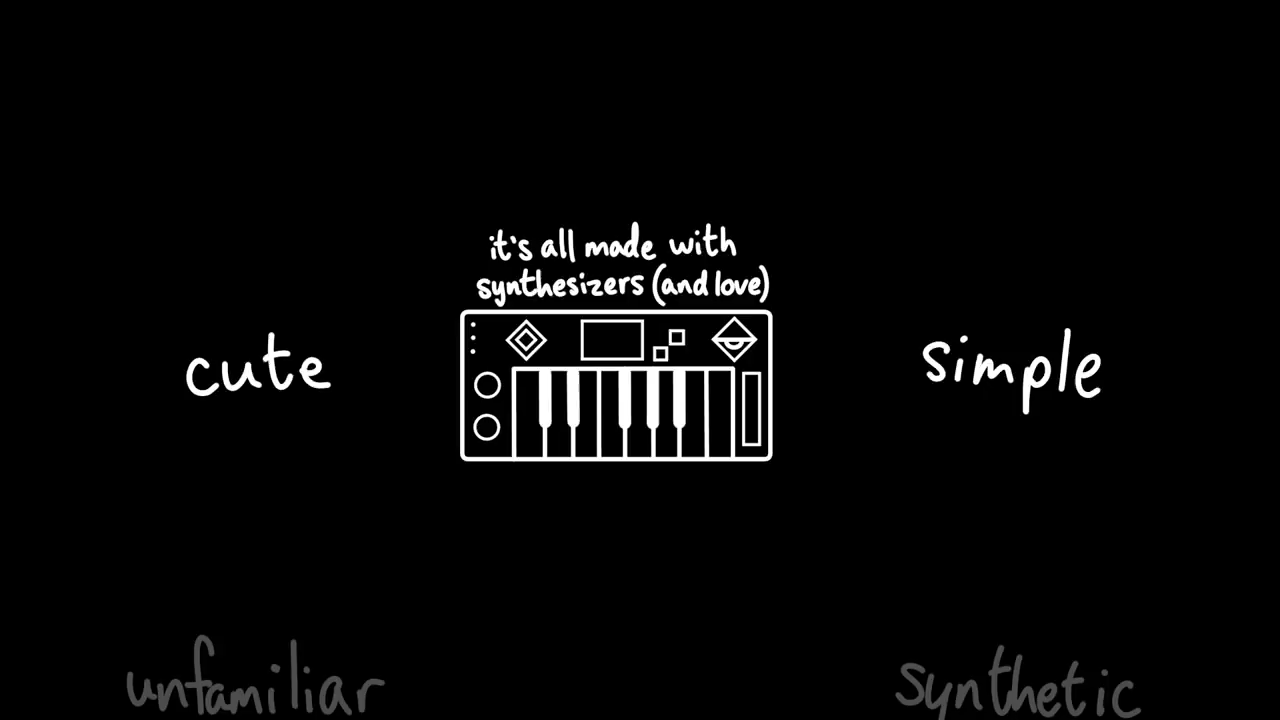 it's all made with
synthesizers (and love)
cute
simple
unfamiliar
synthetic